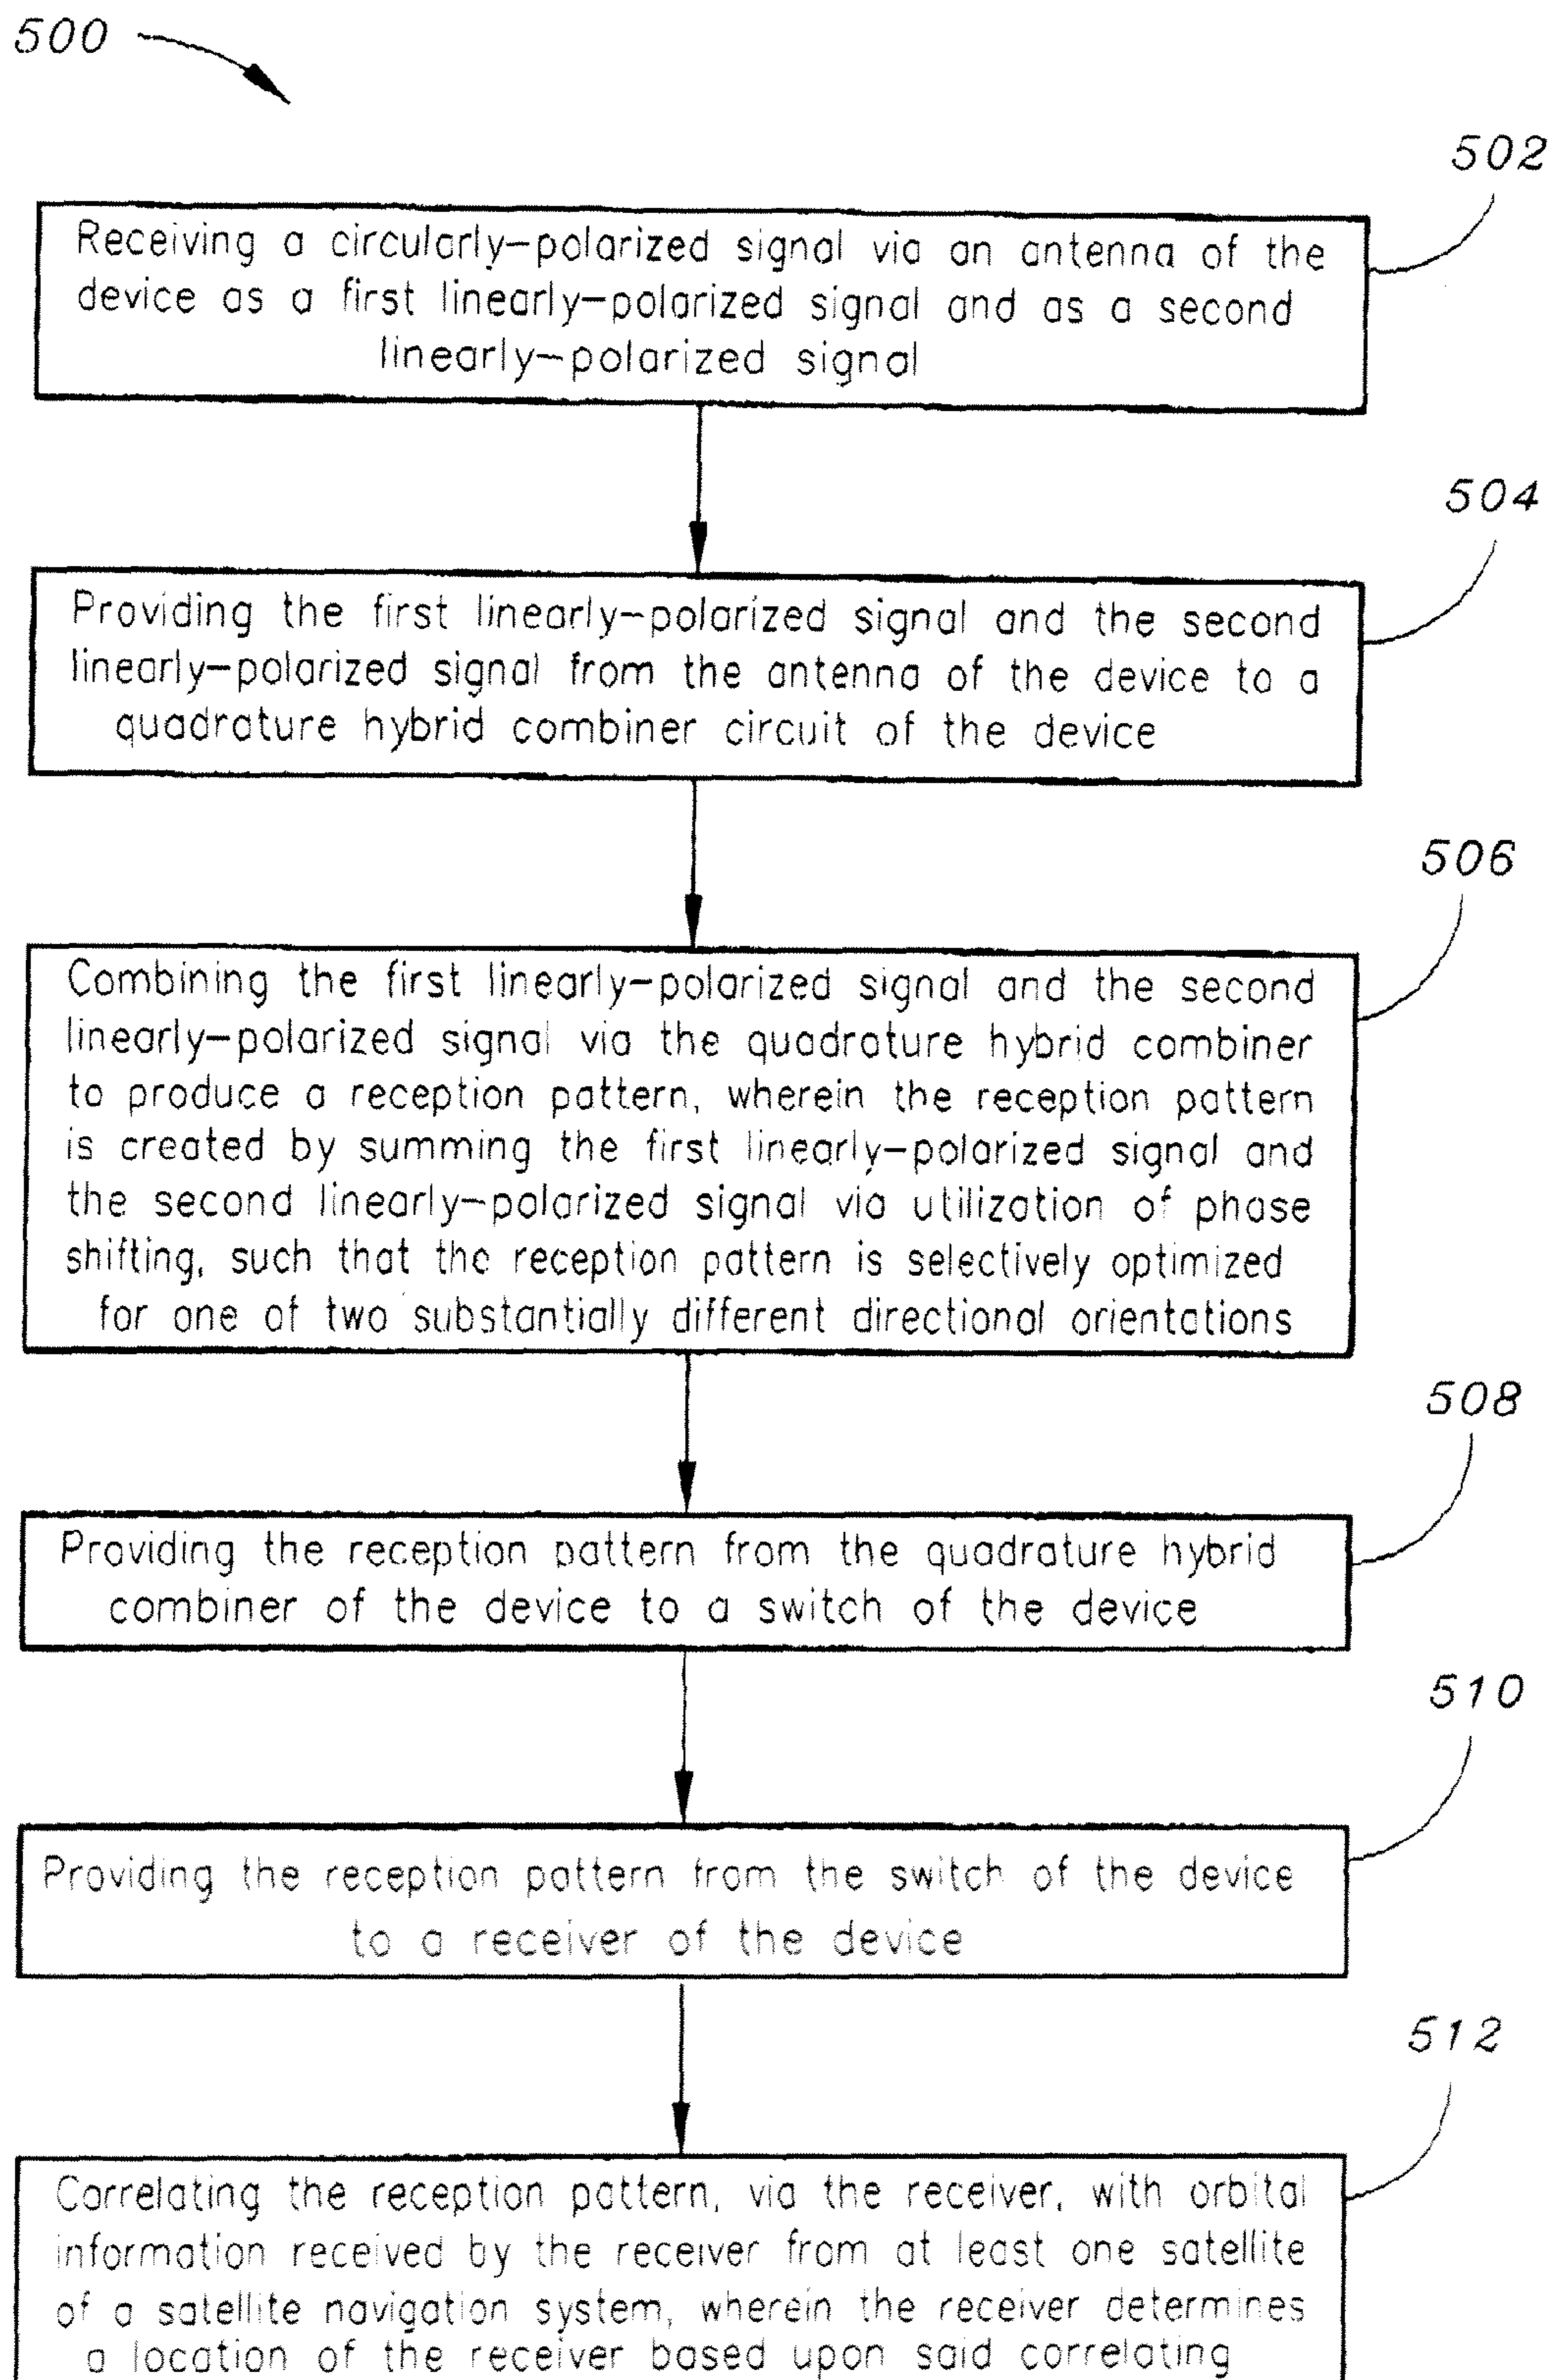 500
502
Receiving a circularly-polarized signal via an antenna of the
device as a first linearly-polarized signal and as a second
linearly-polarized signal
504
Providing the first linearly-polarized signal and the second
linearly-polarized signal from the antenna of the device to a
quadrature hybrid combiner circuit of the device
506
Combining the first linearly-polarized signal and the second
linearly-polarized signal via the quadrature hybrid combiner
to produce a reception pattern, wherein the reception pattern
is created by summing the first linearly-polarized signal and
the second linearly-polarized signal via utilization of phase
shifting, such that the reception pattern is selectively optimized
for one of two substantially different directional orientations
508
Providing the reception pattern from the quadrature hybrid
combiner of the device to a switch of the device
510
Providing the reception pattern from the switch of the device
to a receiver of the device
512
Correlating the reception pattern, via the receiver, with orbital
information received by the receiver from at least one satellite
of a satellite navigation system, wherein the receiver determines
a location of the receiver based upon said correlating